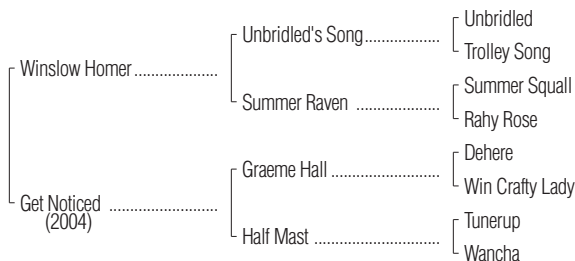 Unbridled
Unbridled's Song
Trolley Song
Winslow Homer
Summer Squall
Summer Raven
Rahy Rose
Dehere
Graeme Hall
Win Crafty Lady
Get Noticed
(2004)
Tunerup
Half Mast
Wancha